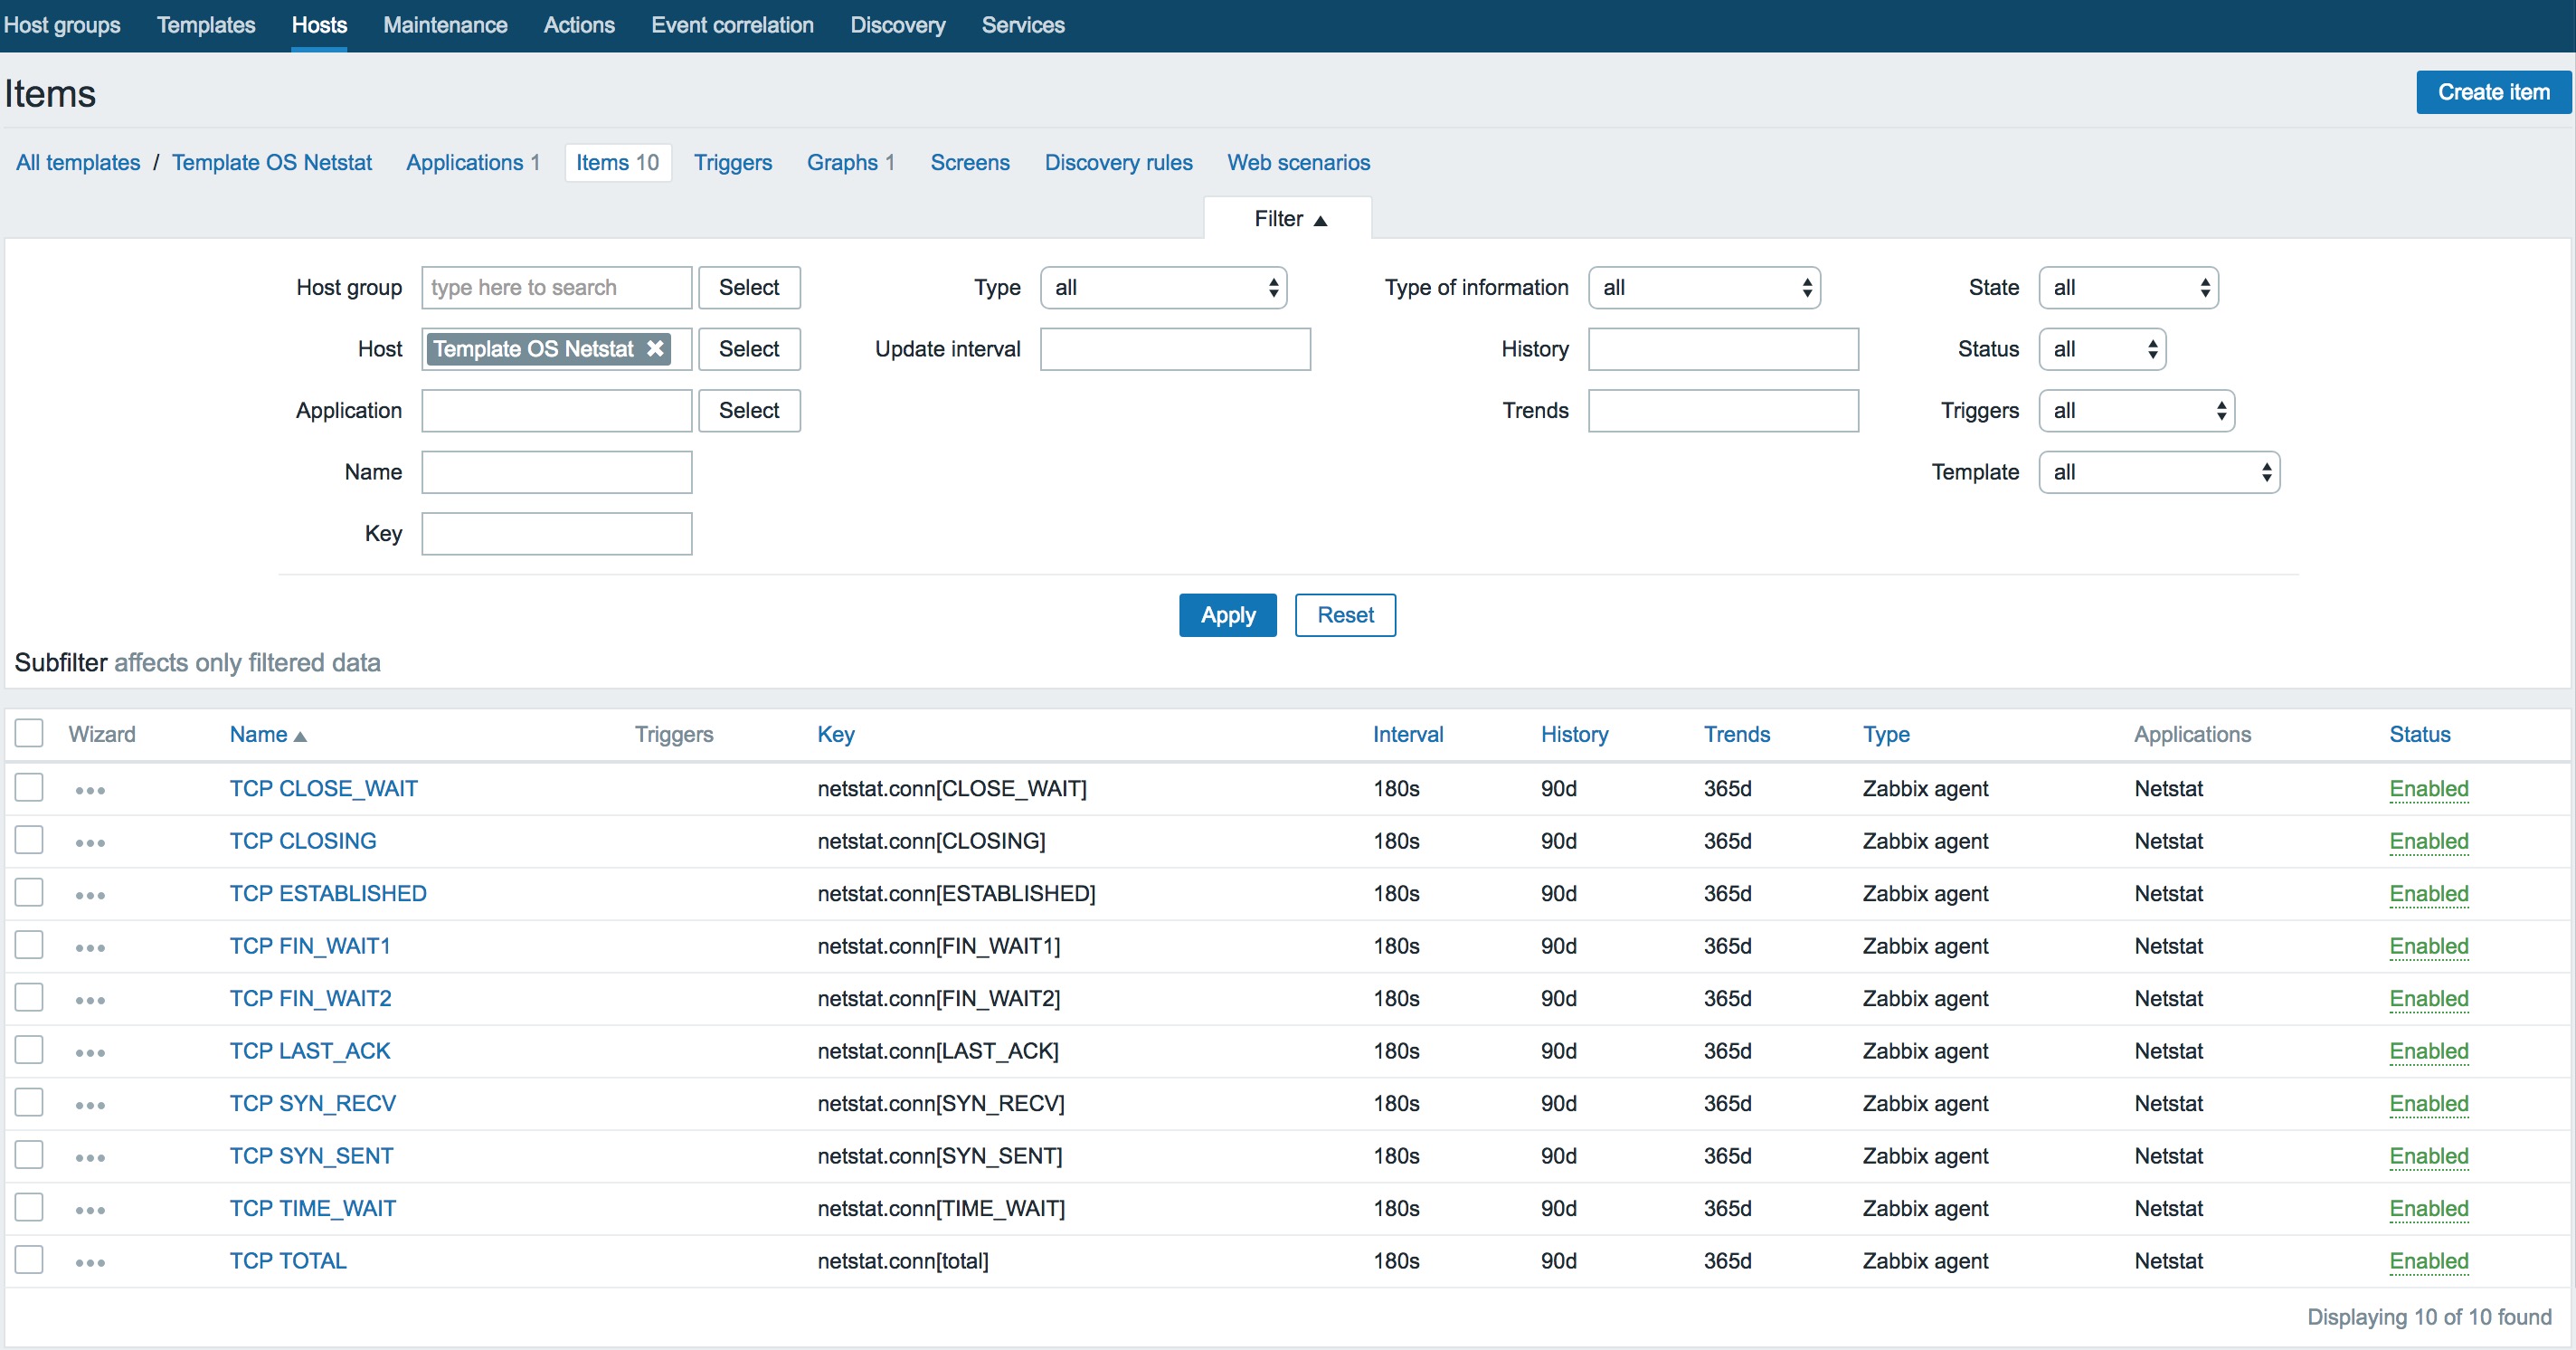 Host groups Templates Hosts Maintenance Actions Event correlation Discovery Services
Items Create item
All templates / Template OS Netstat Applications 1 Items 10 Triggers Graphs 1 Screens Discovery rules Web scenarios
Filter ▲
Host group type here to search Select Type all Type of information all State all
Host Template OS Netstat ✖ Select Update interval History Status all
Application Select Trends Triggers all
Name Template all
Key
Apply Reset
Subfilter affects only filtered data
Wizard Name ▲ Triggers Key Interval History Trends Type Applications Status
TCP CLOSE_WAIT netstat.conn[CLOSE_WAIT] 180s 90d 365d Zabbix agent Netstat Enabled
TCP CLOSING netstat.conn[CLOSING] 180s 90d 365d Zabbix agent Netstat Enabled
TCP ESTABLISHED netstat.conn[ESTABLISHED] 180s 90d 365d Zabbix agent Netstat Enabled
TCP FIN_WAIT1 netstat.conn[FIN_WAIT1] 180s 90d 365d Zabbix agent Netstat Enabled
TCP FIN_WAIT2 netstat.conn[FIN_WAIT2] 180s 90d 365d Zabbix agent Netstat Enabled
TCP LAST_ACK netstat.conn[LAST_ACK] 180s 90d 365d Zabbix agent Netstat Enabled
TCP SYN_RECV netstat.conn[SYN_RECV] 180s 90d 365d Zabbix agent Netstat Enabled
TCP SYN_SENT netstat.conn[SYN_SENT] 180s 90d 365d Zabbix agent Netstat Enabled
TCP TIME_WAIT netstat.conn[TIME_WAIT] 180s 90d 365d Zabbix agent Netstat Enabled
TCP TOTAL netstat.conn[total] 180s 90d 365d Zabbix agent Netstat Enabled
Displaying 10 of 10 found